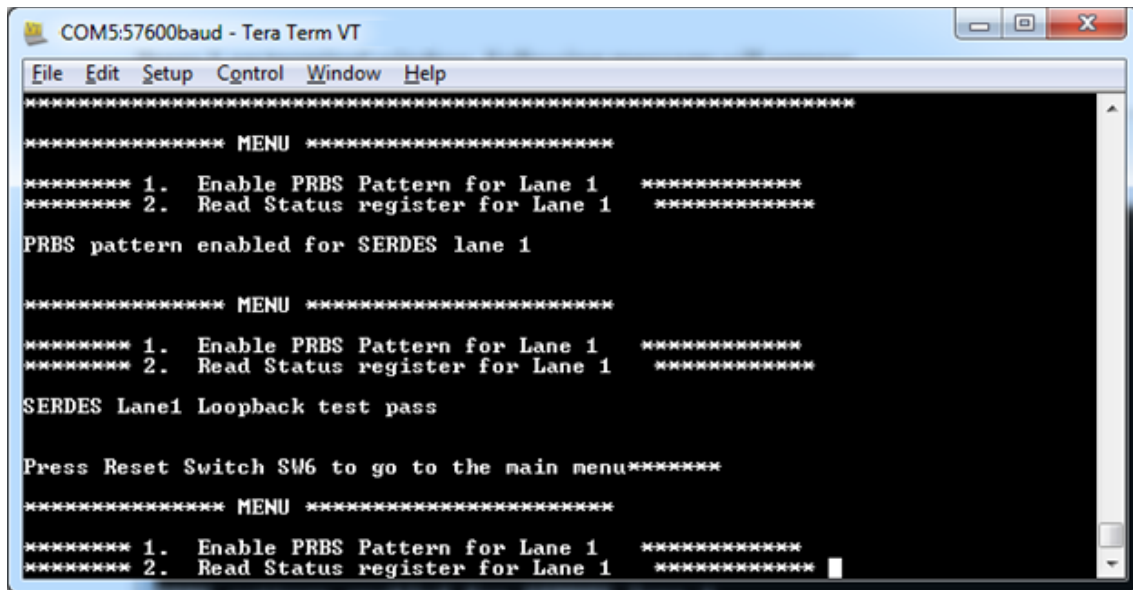 COM5:57600baud - Tera Term VT
File Edit Setup Control Window Help
**************************************************************
*************** MENU ***********************
******** 1.  Enable PRBS Pattern for Lane 1   ************
******** 2.  Read Status register for Lane 1   ************
PRBS pattern enabled for SERDES lane 1
*************** MENU ***********************
******** 1.  Enable PRBS Pattern for Lane 1   ************
******** 2.  Read Status register for Lane 1   ************
SERDES Lane1 Loopback test pass
Press Reset Switch SW6 to go to the main menu*******
*************** MENU ***********************
******** 1.  Enable PRBS Pattern for Lane 1   ************
******** 2.  Read Status register for Lane 1   ************